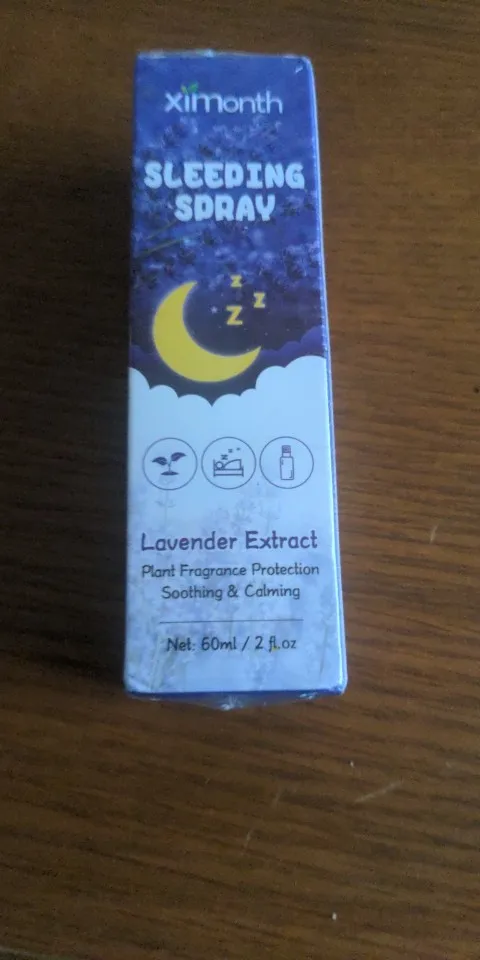 ximonth
SLEEPING
SPRAY
z
z
z
z z
Lavender Extract
Plant Fragrance Protection
Soothing & Calming
Net: 60ml / 2 fl.oz